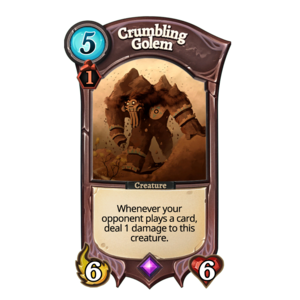 5
Crumbling
Golem
1
Creature
Whenever your
opponent plays a card,
deal 1 damage to this
creature.
6
6